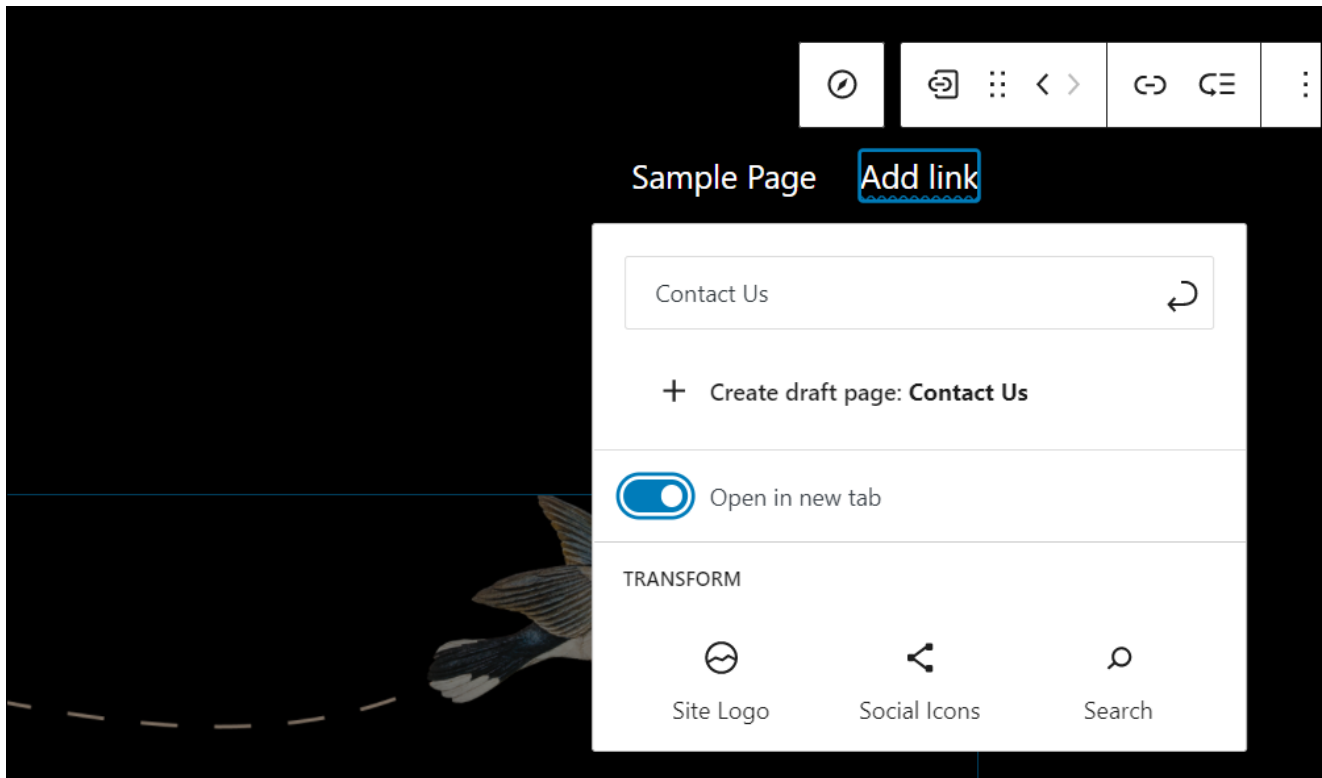 Sample Page Add link
Contact Us
Create draft page: Contact Us
Open in new tab
TRANSFORM
Site Logo Social Icons Search